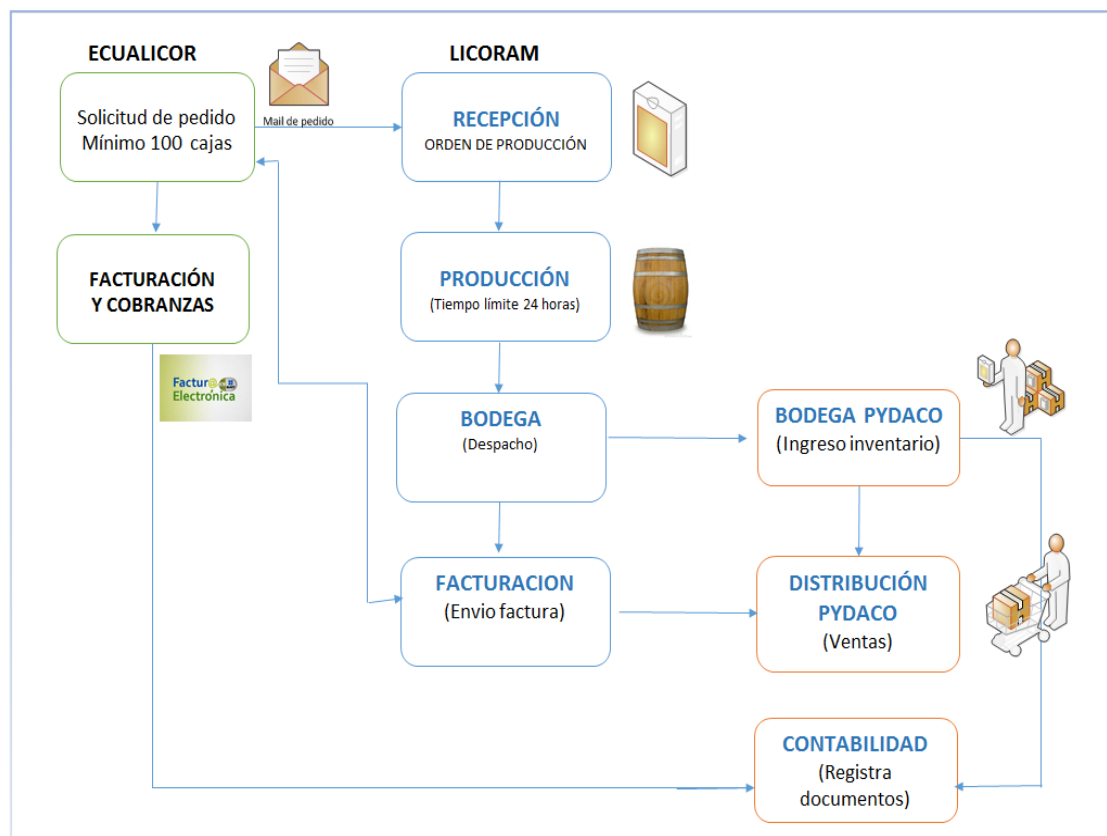 ECUALICOR
LICORAM
Solicitud de pedido
Mínimo 100 cajas
Mail de pedido
RECEPCIÓN
ORDEN DE PRODUCCIÓN
FACTURACIÓN
Y COBRANZAS
PRODUCCIÓN
(Tiempo límite 24 horas)
Factur@
Electrónica
BODEGA
(Despacho)
BODEGA PYDACO
(Ingreso inventario)
FACTURACION
(Envio factura)
DISTRIBUCIÓN
PYDACO
(Ventas)
CONTABILIDAD
(Registra
documentos)